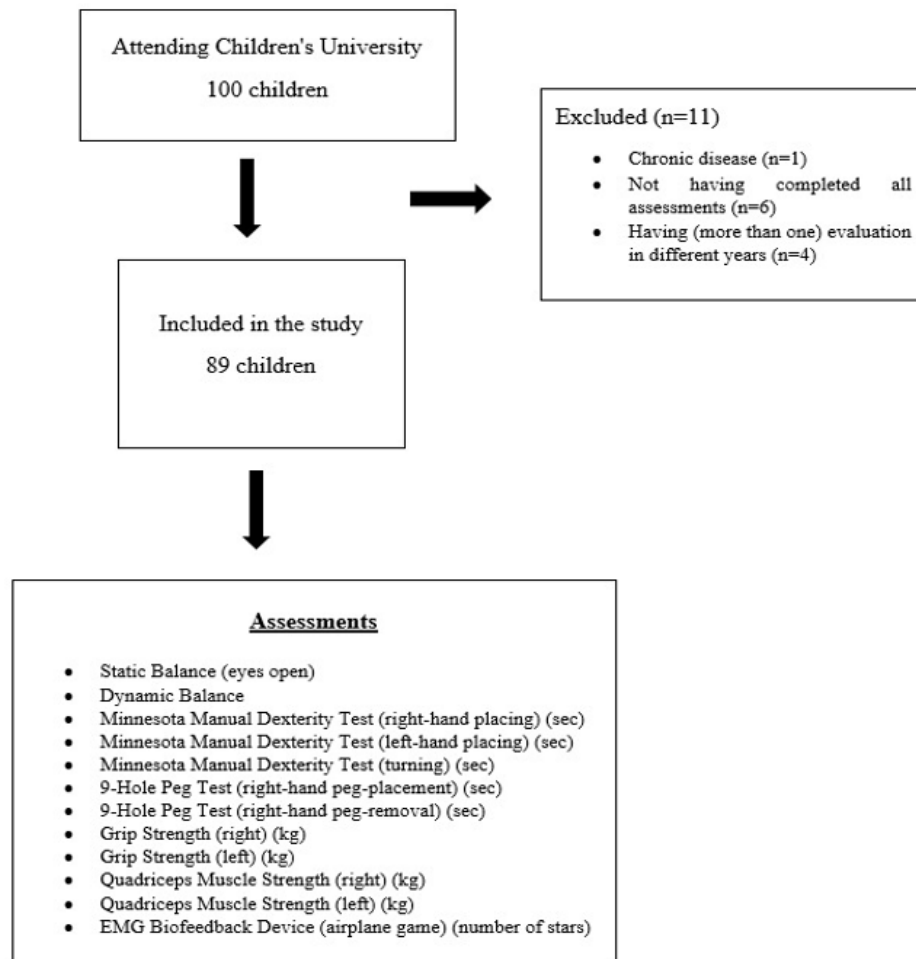 Attending Children's University
100 children
Excluded (n=11)
• Chronic disease (n=1)
• Not having completed all
assessments (n=6)
• Having (more than one) evaluation
in different years (n=4)
Included in the study
89 children
Assessments
• Static Balance (eyes open)
• Dynamic Balance
• Minnesota Manual Dexterity Test (right-hand placing) (sec)
• Minnesota Manual Dexterity Test (left-hand placing) (sec)
• Minnesota Manual Dexterity Test (turning) (sec)
• 9-Hole Peg Test (right-hand peg-placement) (sec)
• 9-Hole Peg Test (right-hand peg-removal) (sec)
• Grip Strength (right) (kg)
• Grip Strength (left) (kg)
• Quadriceps Muscle Strength (right) (kg)
• Quadriceps Muscle Strength (left) (kg)
• EMG Biofeedback Device (airplane game) (number of stars)